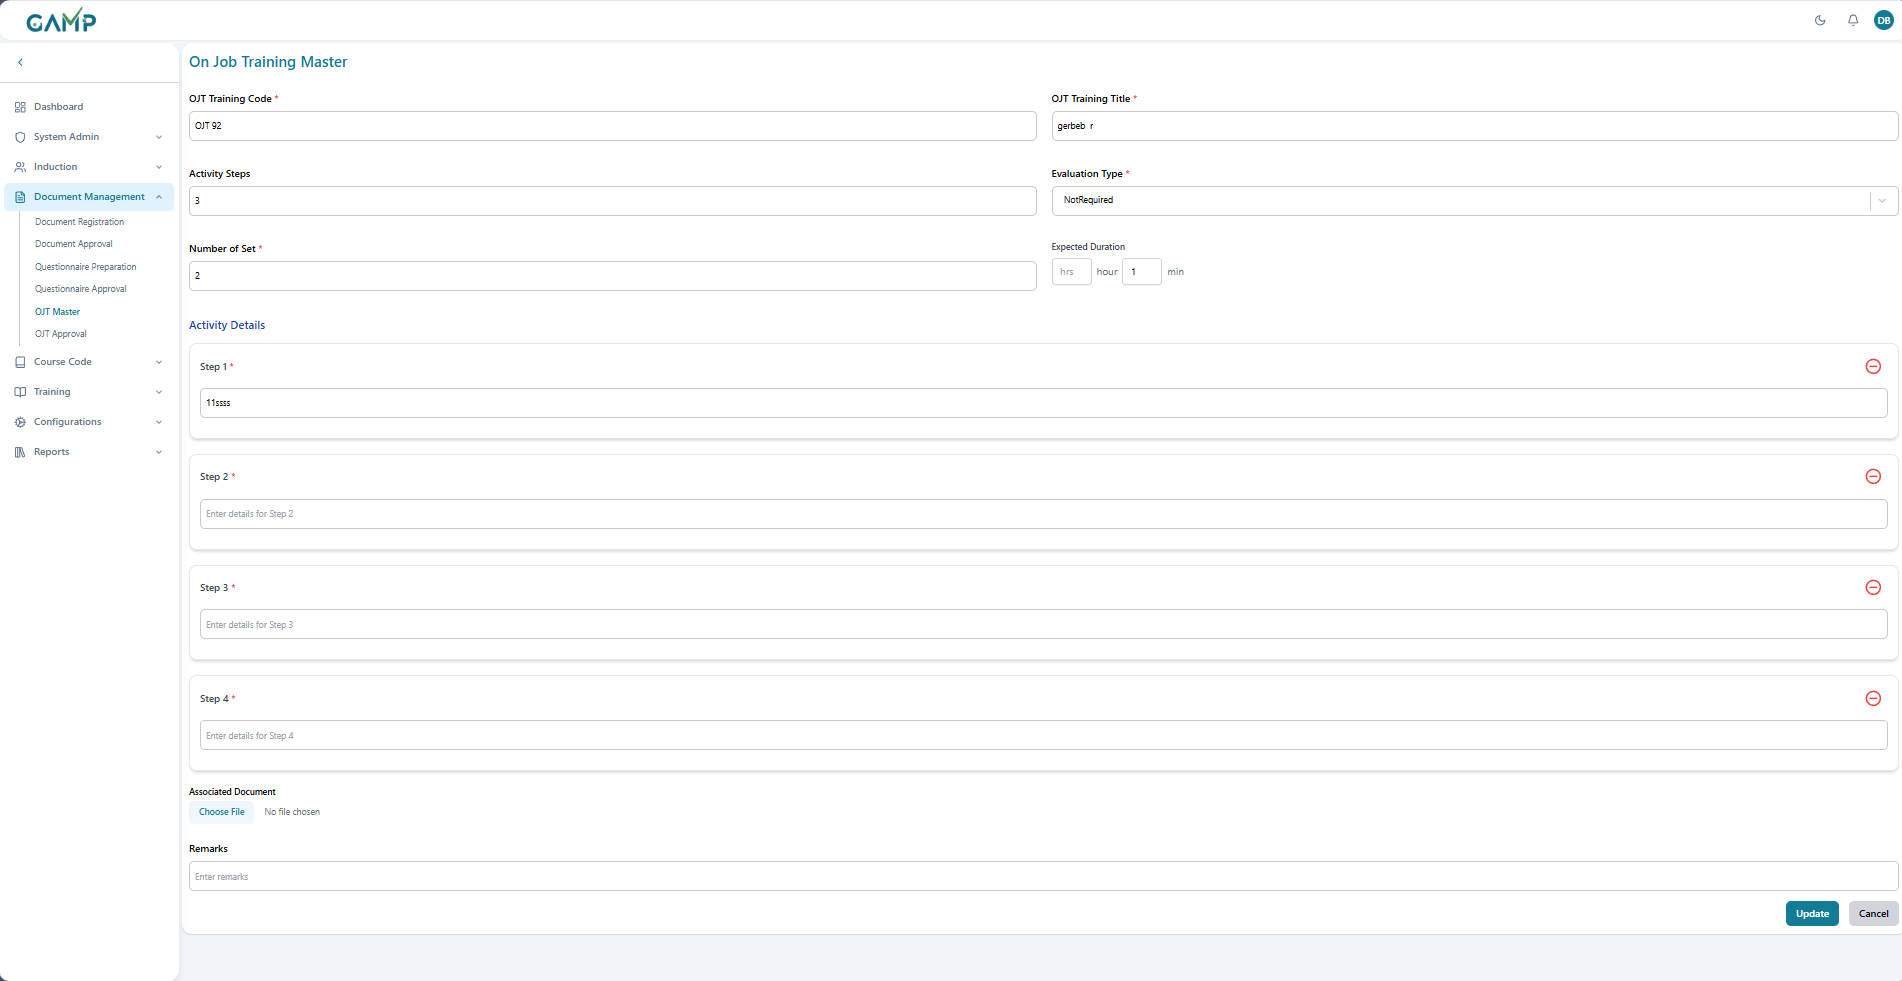 GAMP
DB
Dashboard
System Admin
Induction
Document Management
Document Registration
Document Approval
Questionnaire Preparation
Questionnaire Approval
OJT Master
OJT Approval
Course Code
Training
Configurations
Reports
On Job Training Master
OJT Training Code *
OJT 92
OJT Training Title *
gerbeb r
Activity Steps
3
Evaluation Type *
NotRequired
Number of Set *
2
Expected Duration
hrs hour 1 min
Activity Details
Step 1 *
11ssss
Step 2 *
Enter details for Step 2
Step 3 *
Enter details for Step 3
Step 4 *
Enter details for Step 4
Associated Document
Choose File No file chosen
Remarks
Enter remarks
Update Cancel